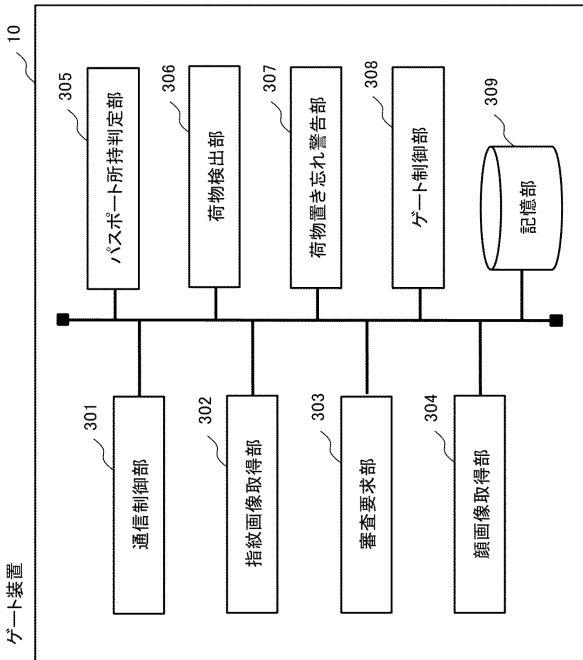 ゲート装置
10
301
通信制御部
302
指紋画像取得部
303
審査要求部
304
顔画像取得部
305
パスポート所持判定部
306
荷物検出部
307
荷物置き忘れ警告部
308
ゲート制御部
309
記憶部